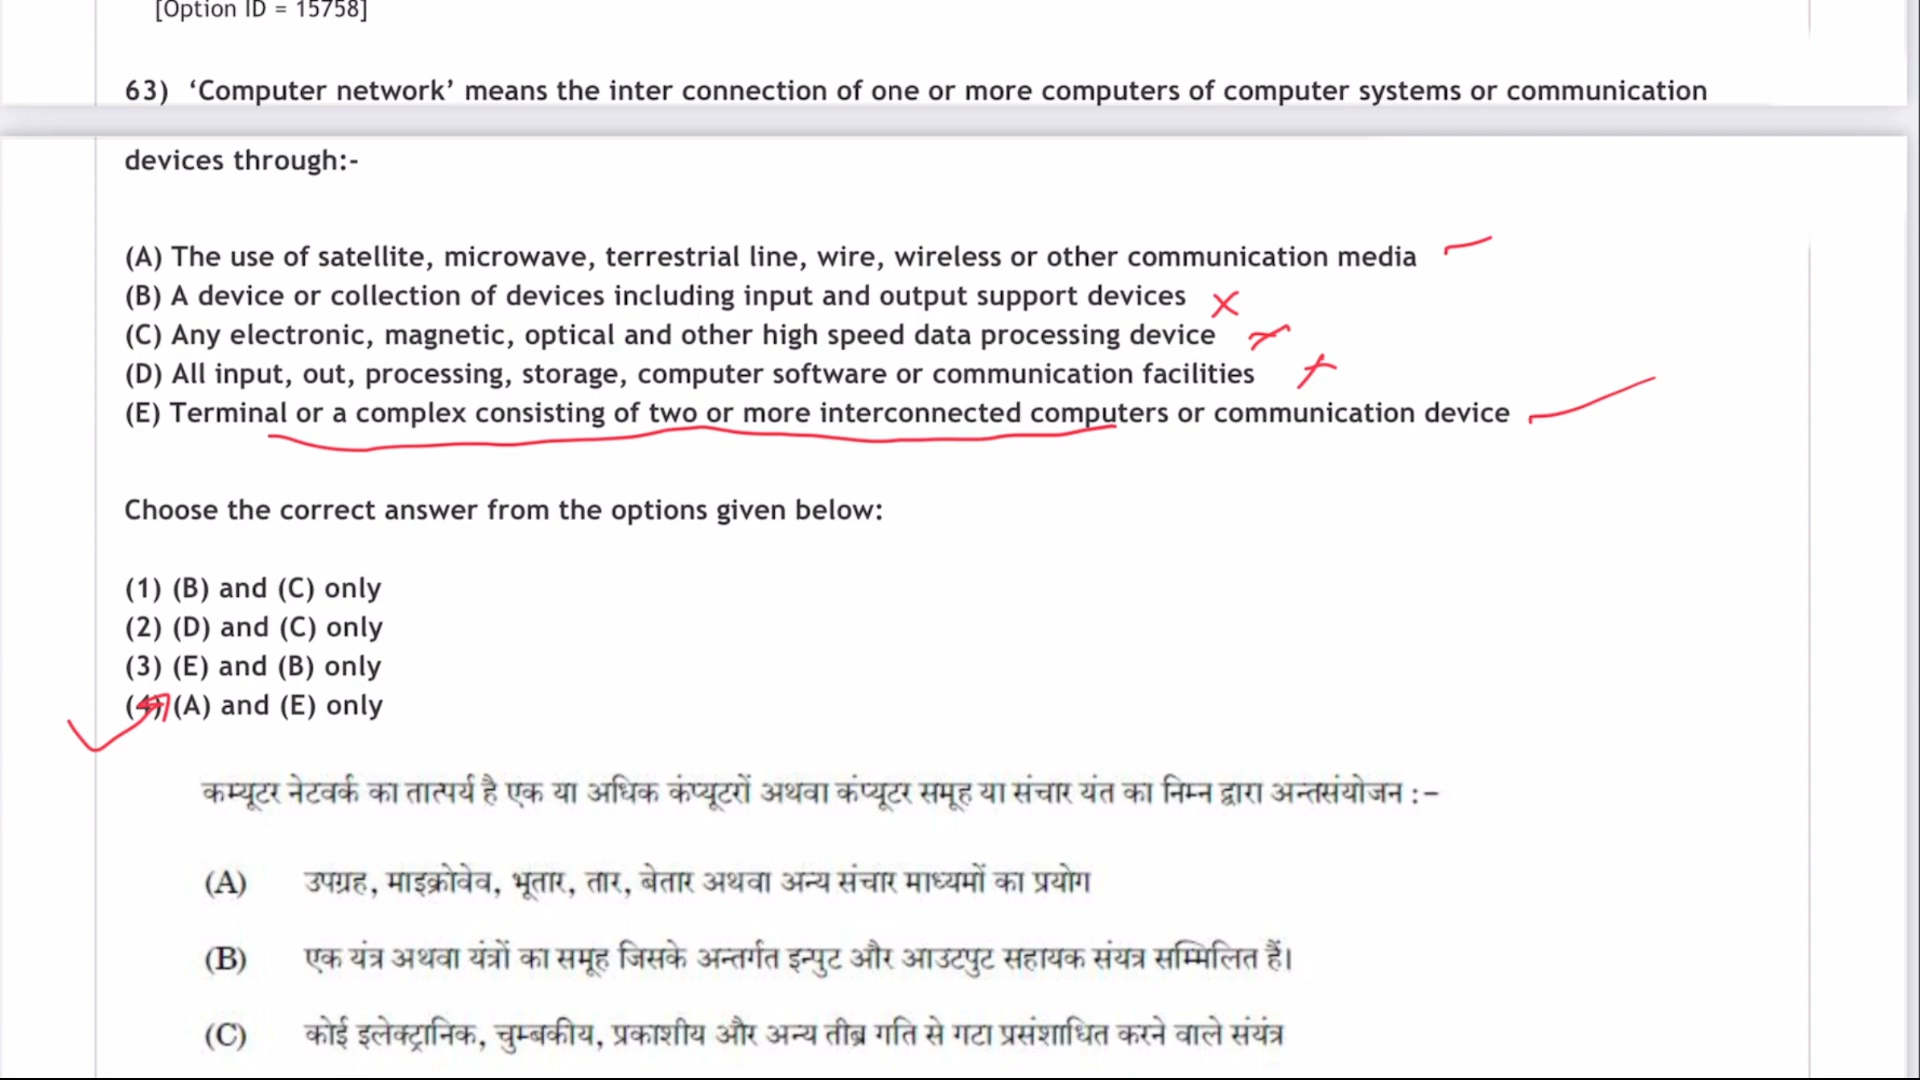 [Option ID = 15758]
63) ‘Computer network’ means the inter connection of one or more computers of computer systems or communication
devices through:-
(A) The use of satellite, microwave, terrestrial line, wire, wireless or other communication media
(B) A device or collection of devices including input and output support devices
(C) Any electronic, magnetic, optical and other high speed data processing device
(D) All input, out, processing, storage, computer software or communication facilities
(E) Terminal or a complex consisting of two or more interconnected computers or communication device
Choose the correct answer from the options given below:
(1) (B) and (C) only
(2) (D) and (C) only
(3) (E) and (B) only
(4) (A) and (E) only
कम्प्यूटर नेटवर्क का तात्पर्य है एक या अधिक कंप्यूटरों अथवा कंप्यूटर समूह या संचार यंत का निम्न द्वारा अन्तसंयोजन :–
(A) उपग्रह, माइक्रोवेव, भूतार, तार, बेतार अथवा अन्य संचार माध्यमों का प्रयोग
(B) एक यंत्र अथवा यंत्रों का समूह जिसके अन्तर्गत इन्पुट और आउटपुट सहायक संयत्र सम्मिलित हैं।
(C) कोई इलेक्ट्रानिक, चुम्बकीय, प्रकाशीय और अन्य तीब्र गति से गटा प्रसंशाधित करने वाले संयंत्र